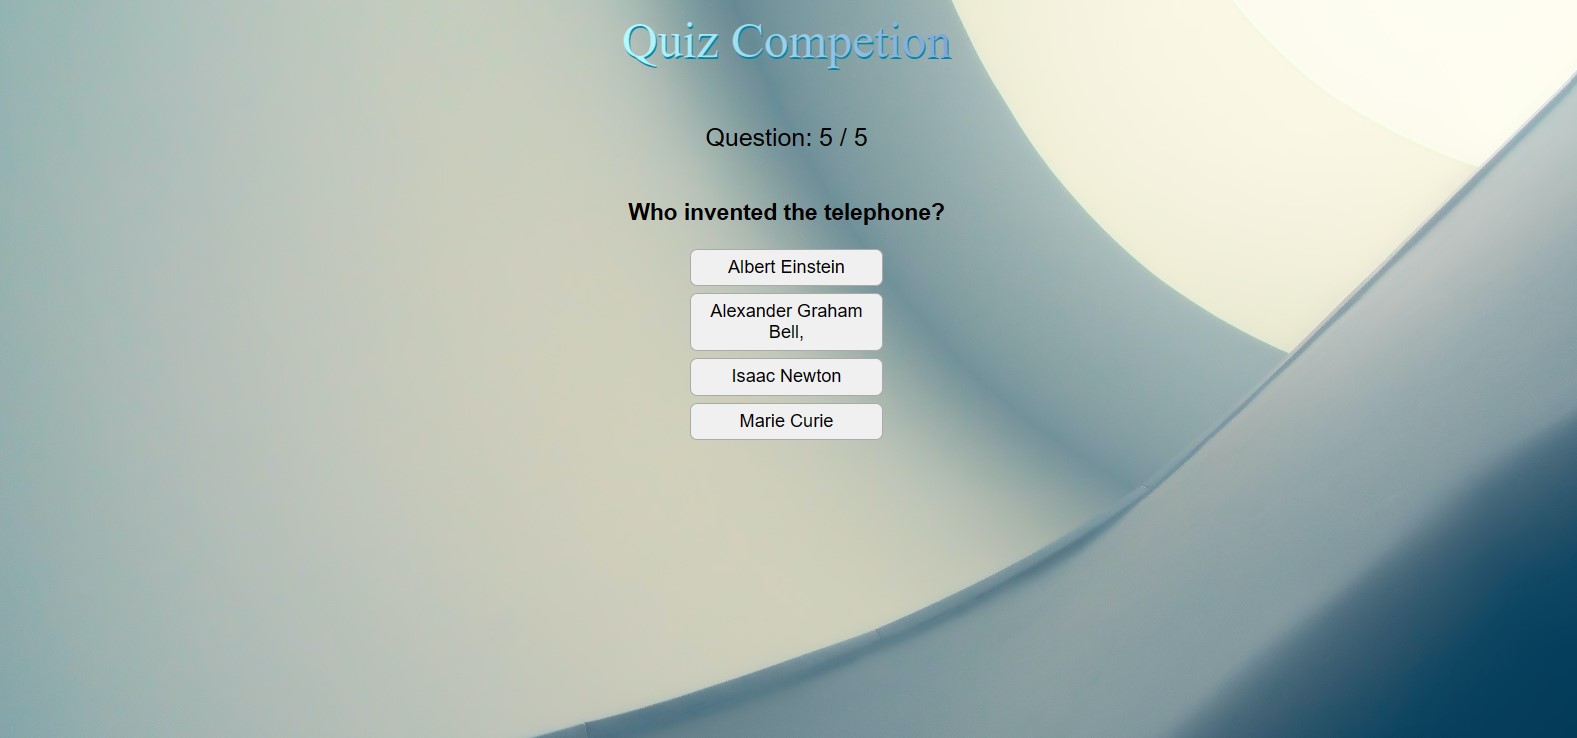 Quiz Competion
Question: 5 / 5
Who invented the telephone?
Albert Einstein
Alexander Graham
Bell,
Isaac Newton
Marie Curie